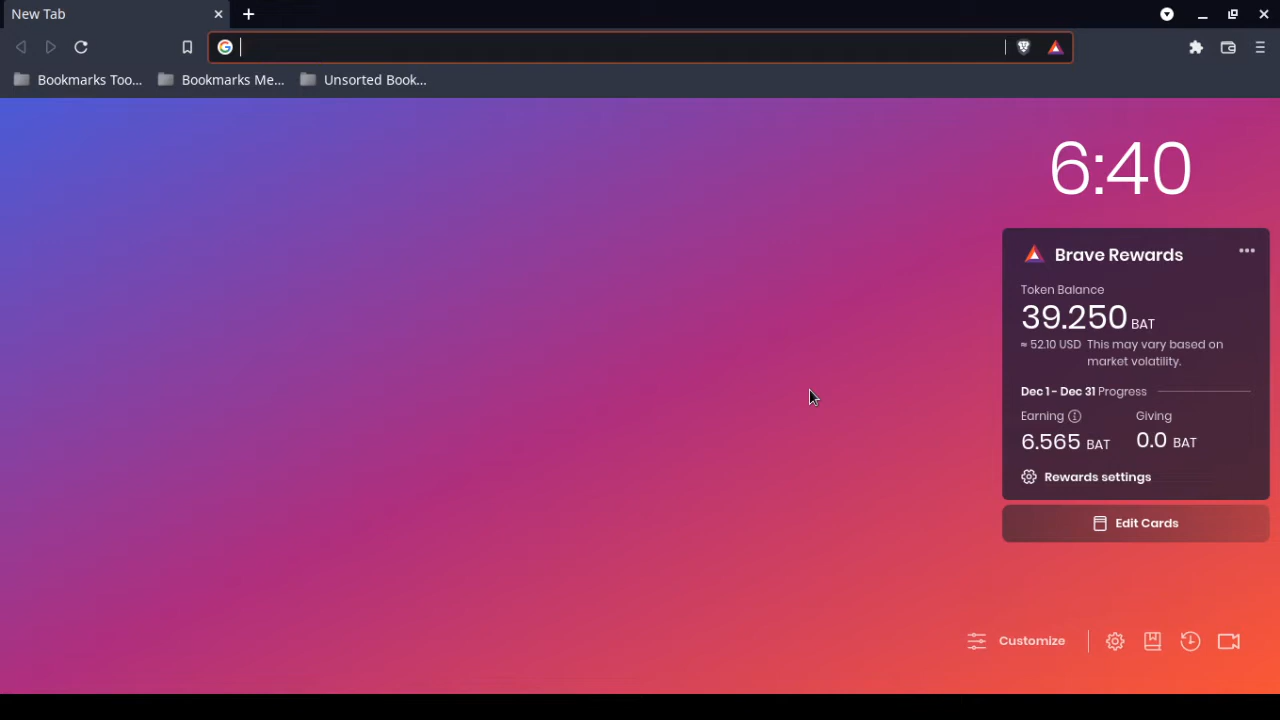 New Tab
Bookmarks Too...
Bookmarks Me...
Unsorted Book...
6:40
Brave Rewards
Token Balance
39.250 BAT
≈ 52.10 USD This may vary based on
market volatility.
Dec 1 - Dec 31 Progress
Earning Giving
6.565 BAT 0.0 BAT
Rewards settings
Edit Cards
Customize